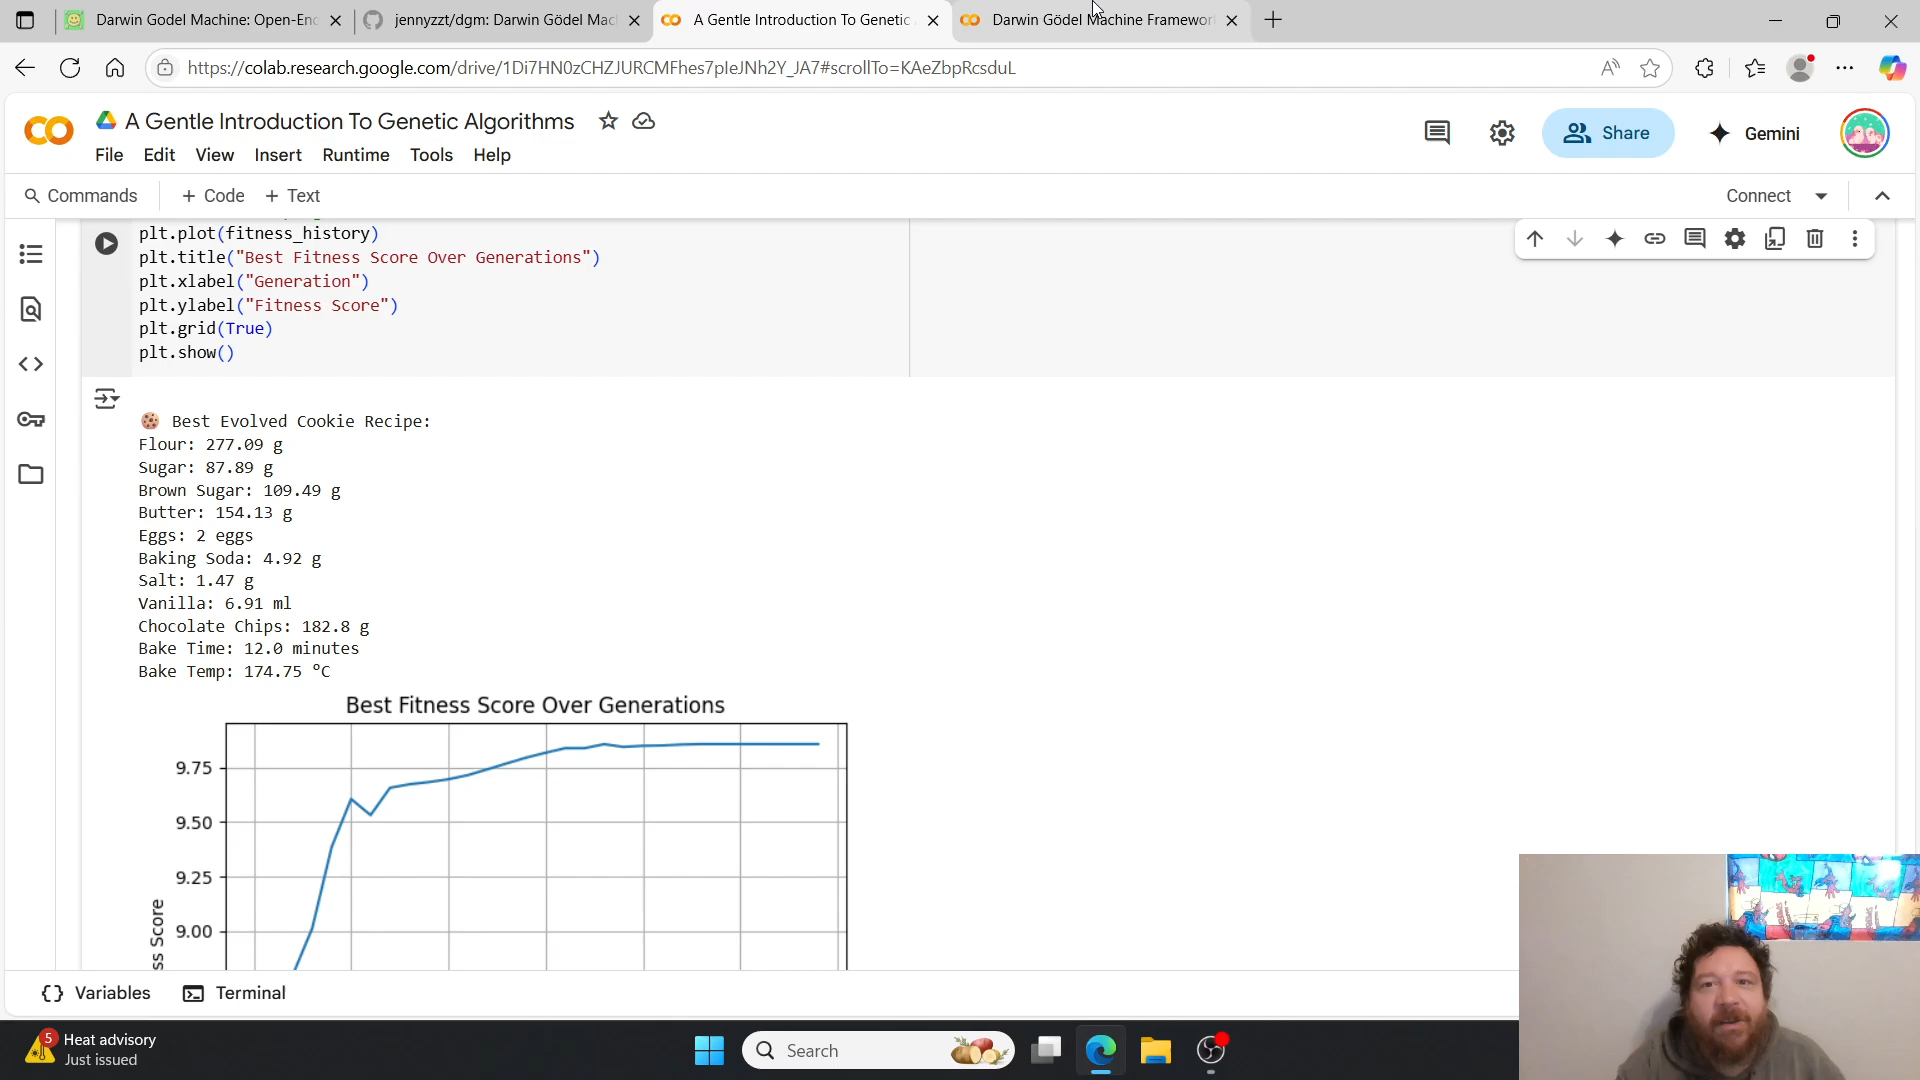 Darwin Godel Machine: Open-En
jennyzzt/dgm: Darwin Gödel Mac
A Gentle Introduction To Genetic
Darwin Gödel Machine Framewor
https://colab.research.google.com/drive/1Di7HN0zCHZJURCMFhes7pleJNh2Y_JA7#scrollTo=KAeZbpRcsduL
A Gentle Introduction To Genetic Algorithms
File Edit View Insert Runtime Tools Help
Share
Gemini
Commands + Code + Text
Connect
plt.plot(fitness_history)
plt.title("Best Fitness Score Over Generations")
plt.xlabel("Generation")
plt.ylabel("Fitness Score")
plt.grid(True)
plt.show()
Best Evolved Cookie Recipe:
Flour: 277.09 g
Sugar: 87.89 g
Brown Sugar: 109.49 g
Butter: 154.13 g
Eggs: 2 eggs
Baking Soda: 4.92 g
Salt: 1.47 g
Vanilla: 6.91 ml
Chocolate Chips: 182.8 g
Bake Time: 12.0 minutes
Bake Temp: 174.75 °C
Best Fitness Score Over Generations
9.75
9.50
9.25
9.00
ss Score
{} Variables
Terminal
5
Heat advisory
Just issued
Search